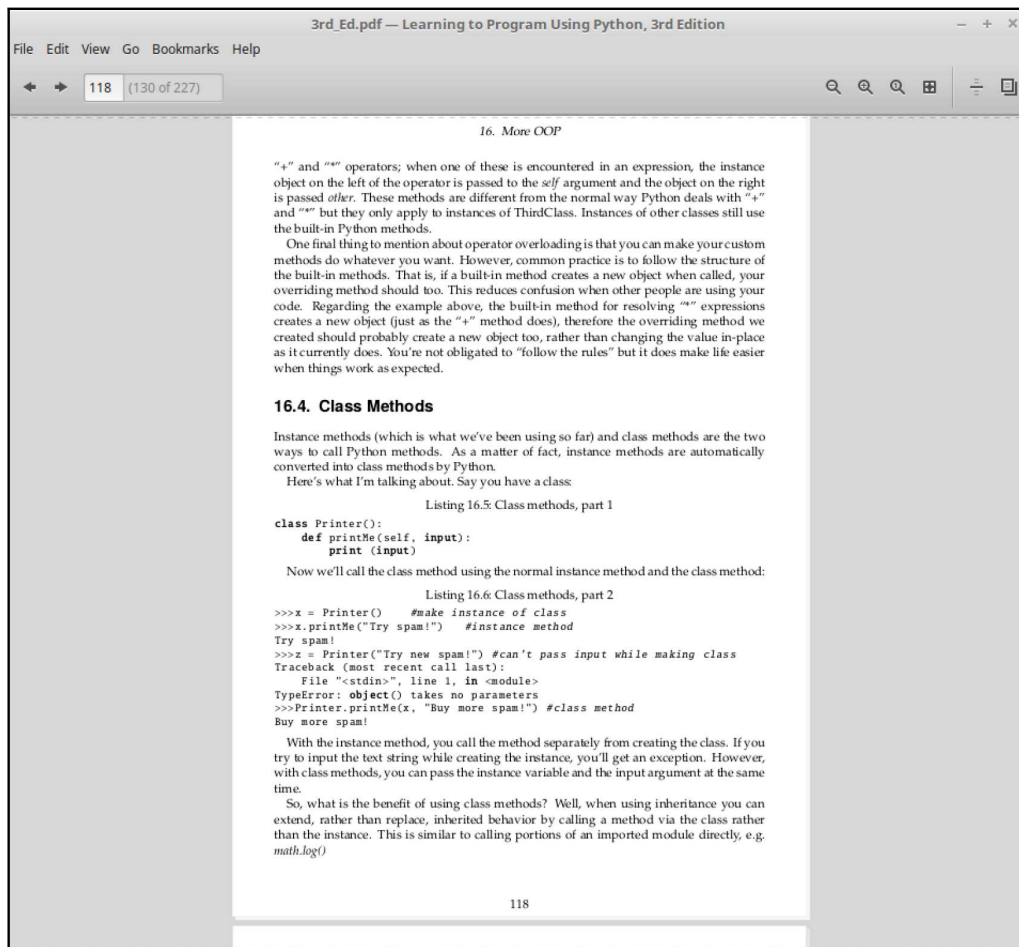 3rd_Ed.pdf — Learning to Program Using Python, 3rd Edition
File Edit View Go Bookmarks Help
118 (130 of 227)
16. More OOP
“+” and “*” operators; when one of these is encountered in an expression, the instance
object on the left of the operator is passed to the self argument and the object on the right
is passed other. These methods are different from the normal way Python deals with “+”
and “*” but they only apply to instances of ThirdClass. Instances of other classes still use
the built-in Python methods.
One final thing to mention about operator overloading is that you can make your custom
methods do whatever you want. However, common practice is to follow the structure of
the built-in methods. That is, if a built-in method creates a new object when called, your
overriding method should too. This reduces confusion when other people are using your
code. Regarding the example above, the built-in method for resolving “*” expressions
creates a new object (just as the “+” method does), therefore the overriding method we
created should probably create a new object too, rather than changing the value in-place
as it currently does. You’re not obligated to “follow the rules” but it does make life easier
when things work as expected.
16.4. Class Methods
Instance methods (which is what we’ve been using so far) and class methods are the two
ways to call Python methods. As a matter of fact, instance methods are automatically
converted into class methods by Python.
Here’s what I’m talking about. Say you have a class:
Listing 16.5: Class methods, part 1
class Printer():
    def printMe(self, input):
        print (input)
Now we’ll call the class method using the normal instance method and the class method:
Listing 16.6: Class methods, part 2
>>>x = Printer()    #make instance of class
>>>x.printMe("Try spam!")   #instance method
Try spam!
>>>z = Printer("Try new spam!") #can't pass input while making class
Traceback (most recent call last):
    File "<stdin>", line 1, in <module>
TypeError: object() takes no parameters
>>>Printer.printMe(x, "Buy more spam!") #class method
Buy more spam!
With the instance method, you call the method separately from creating the class. If you
try to input the text string while creating the instance, you’ll get an exception. However,
with class methods, you can pass the instance variable and the input argument at the same
time.
So, what is the benefit of using class methods? Well, when using inheritance you can
extend, rather than replace, inherited behavior by calling a method via the class rather
than the instance. This is similar to calling portions of an imported module directly, e.g.
math.log()
118